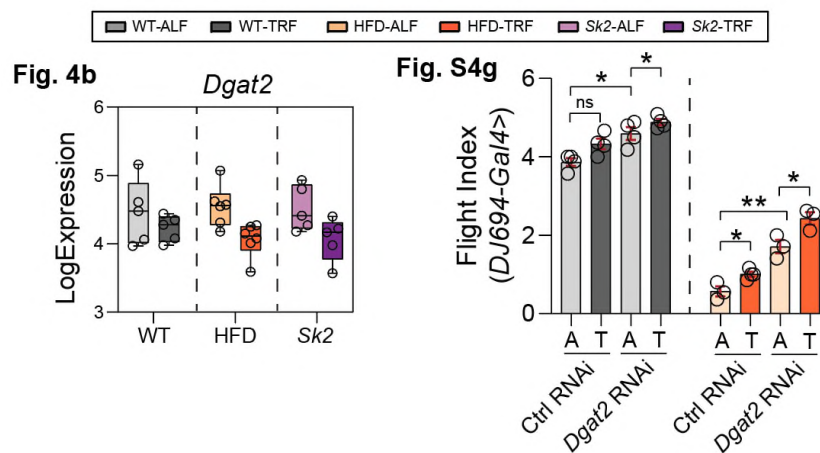 WT-ALF WT-TRF HFD-ALF HFD-TRF Sk2-ALF Sk2-TRF
Fig. 4b
Dgat2
LogExpression
6
5
4
3
WT HFD Sk2
Fig. S4g
Flight Index
(DJ694-Gal4>)
6
4
2
0
* ns *
** * *
A T A T A T A T
Ctrl RNAi Dgat2 RNAi Ctrl RNAi Dgat2 RNAi